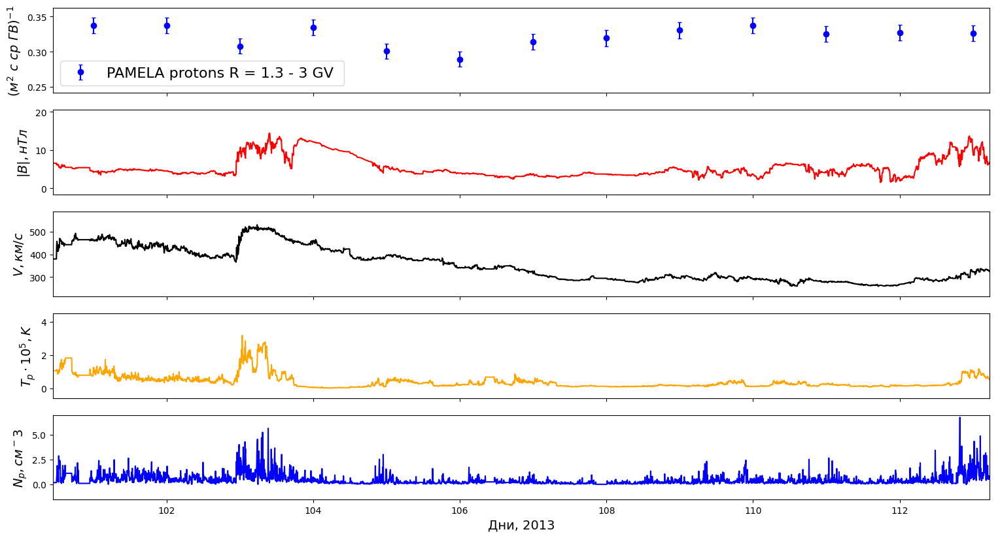 (м² с ср ГВ)⁻¹
0.35
0.30
0.25
PAMELA protons R = 1.3 - 3 GV
|B|, нТл
20
10
0
V, км/с
500
400
300
Tₚ · 10⁵, K
4
2
0
Nₚ, см⁻3
5.0
2.5
0.0
102 104 106 108 110 112
Дни, 2013